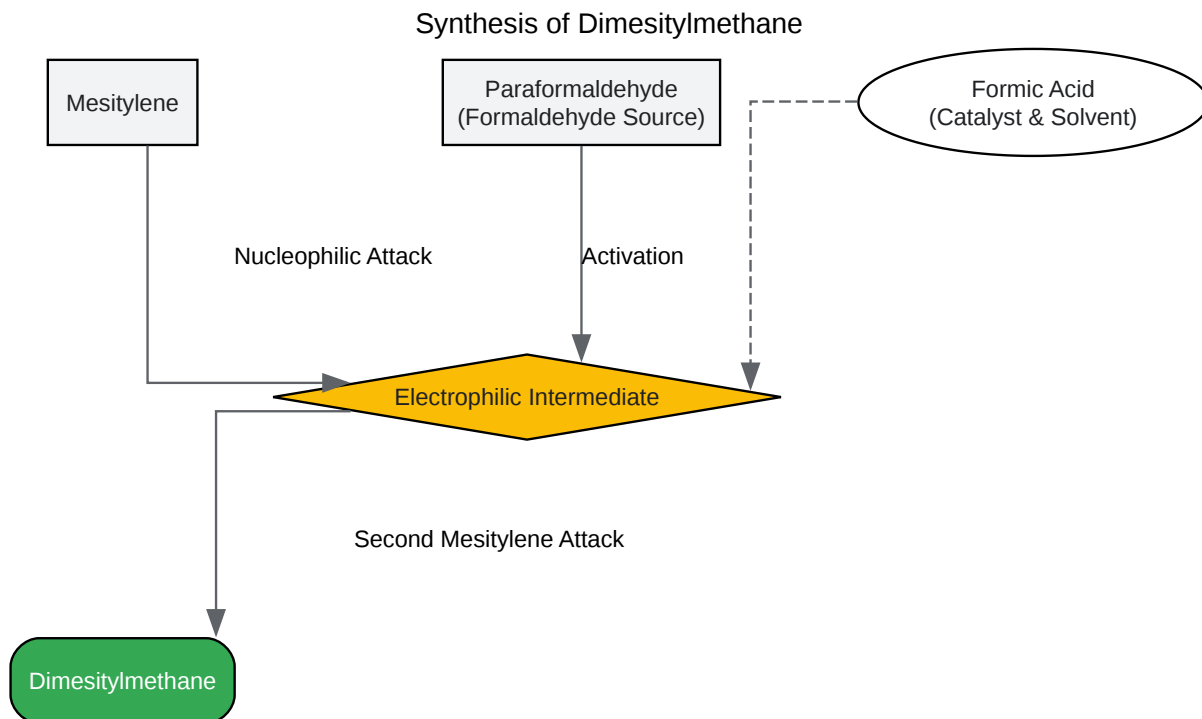 Synthesis of Dimesitylmethane
Mesitylene
Paraformaldehyde
(Formaldehyde Source)
Formic Acid
(Catalyst & Solvent)
Nucleophilic Attack
Activation
Electrophilic Intermediate
Second Mesitylene Attack
Dimesitylmethane